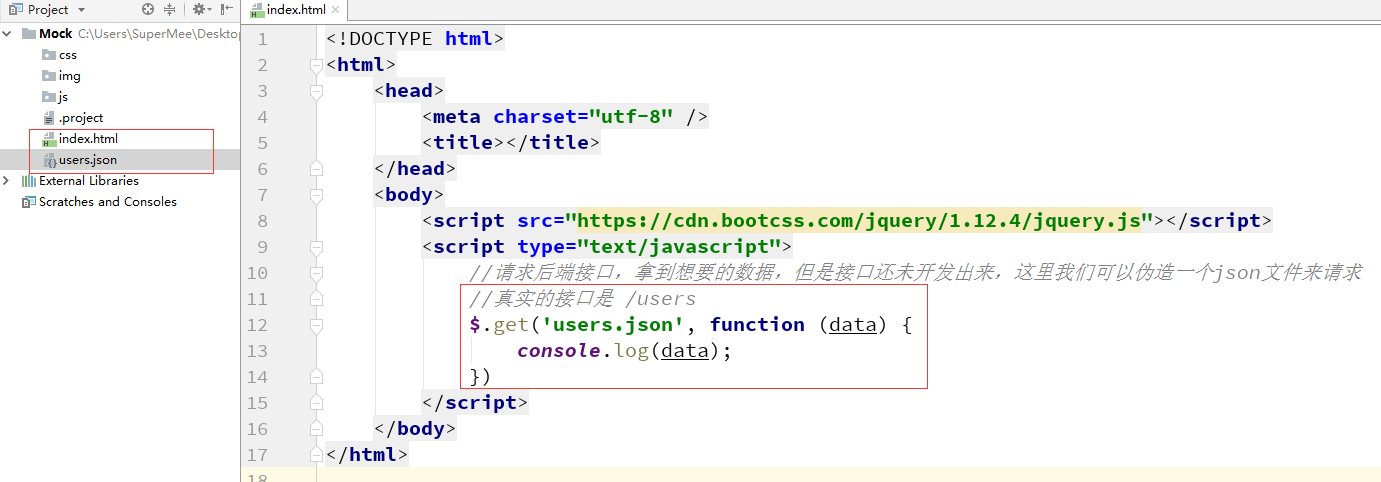 Project
index.html
Mock C:\Users\SuperMee\Desktop
css
img
js
.project
index.html
users.json
External Libraries
Scratches and Consoles
1 <!DOCTYPE html>
2 <html>
3 <head>
4 <meta charset="utf-8" />
5 <title></title>
6 </head>
7 <body>
8 <script src="https://cdn.bootcss.com/jquery/1.12.4/jquery.js"></script>
9 <script type="text/javascript">
10 //请求后端接口，拿到想要的数据，但是接口还未开发出来，这里我们可以伪造一个json文件来请求
11 //真实的接口是 /users
12 $.get('users.json', function (data) {
13 console.log(data);
14 })
15 </script>
16 </body>
17 </html>
18